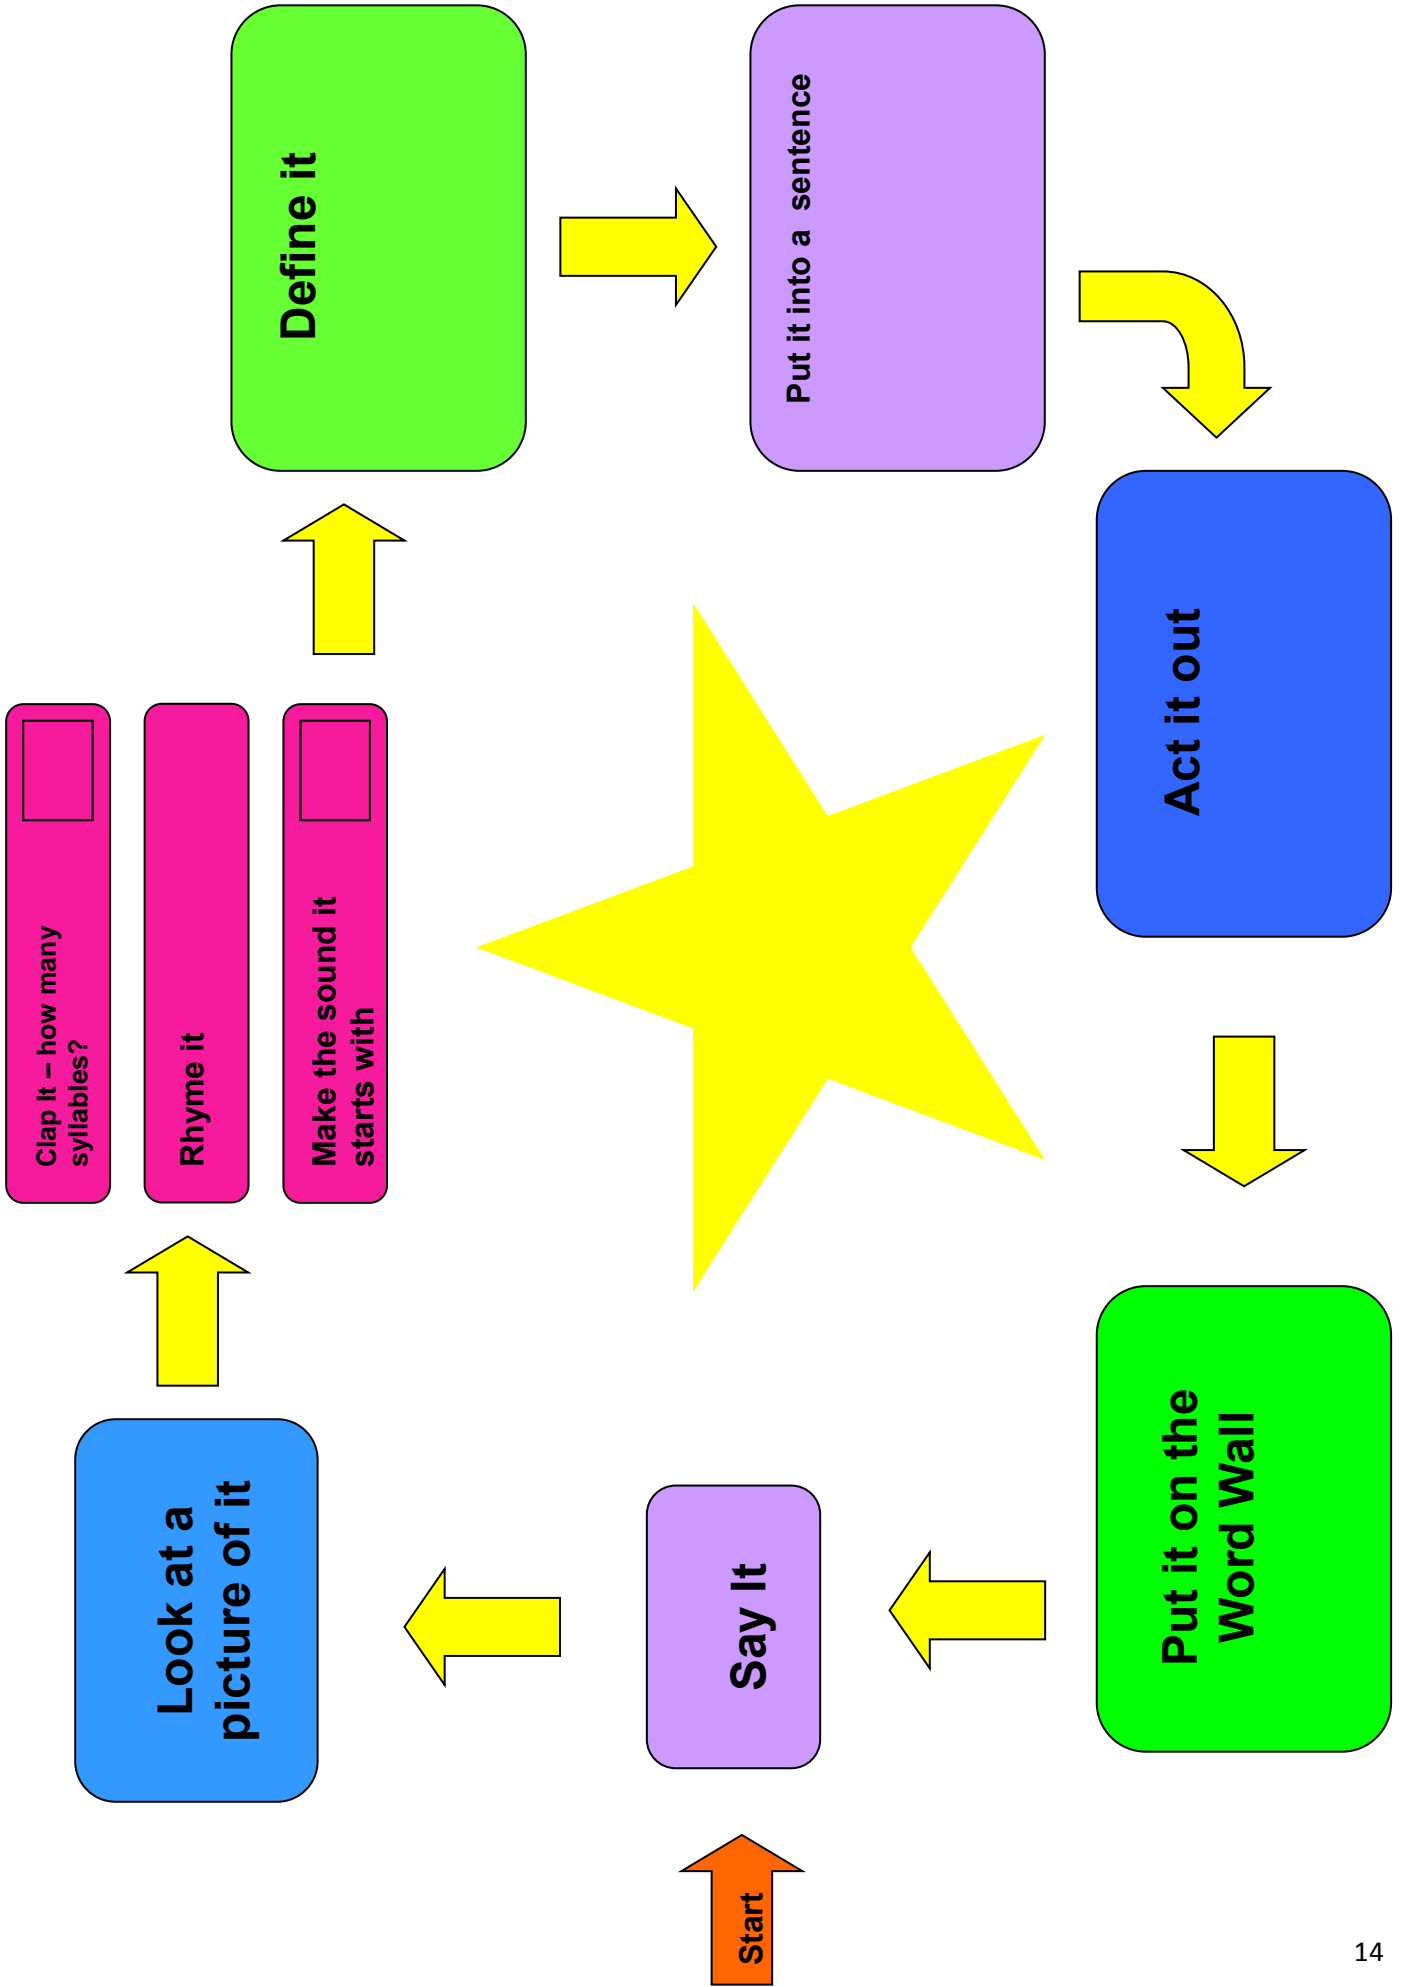 Start
Say It
Look at a
picture of it
Clap It – how many
syllables?
Rhyme it
Make the sound it
starts with
Define it
Put it into a  sentence
Act it out
Put it on the
Word Wall
14